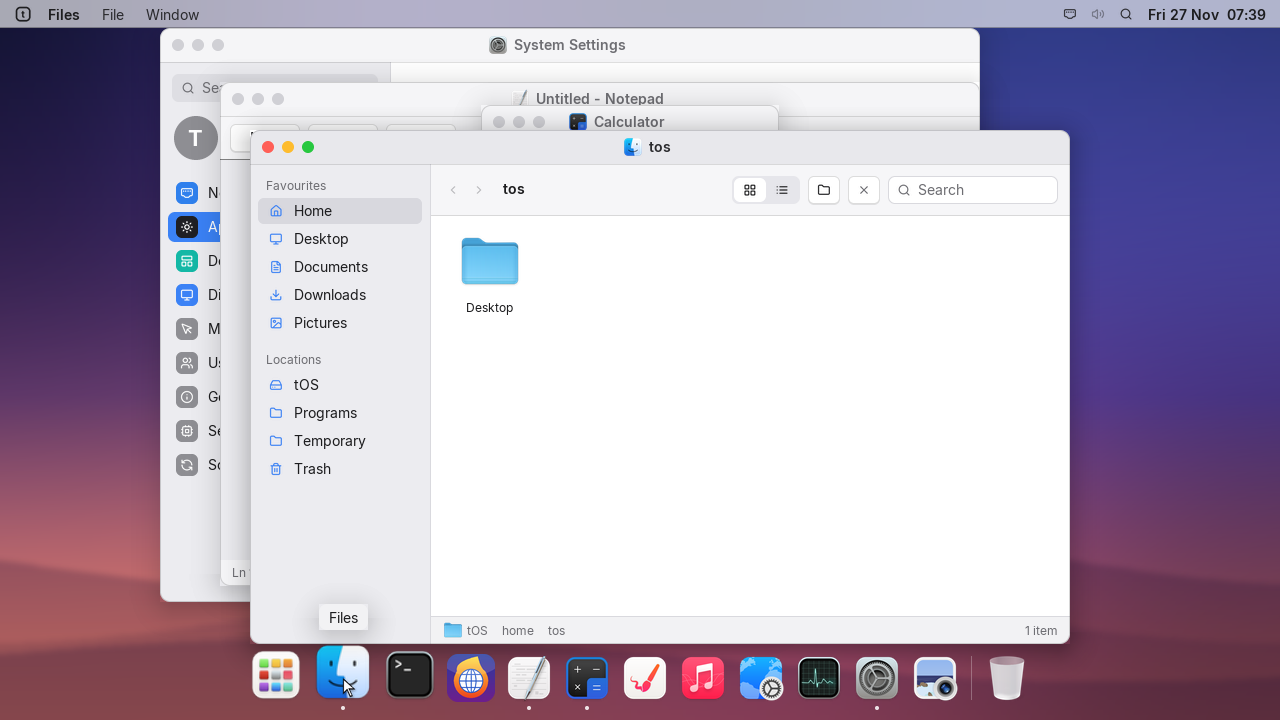 Files File Window
Fri 27 Nov 07:39
System Settings
Untitled - Notepad
Calculator
T
Ln
tos
Favourites
Home
Desktop
Documents
Downloads
Pictures
Locations
tOS
Programs
Temporary
Trash
tos
Search
Desktop
tOS home tos
1 item
Files
>_